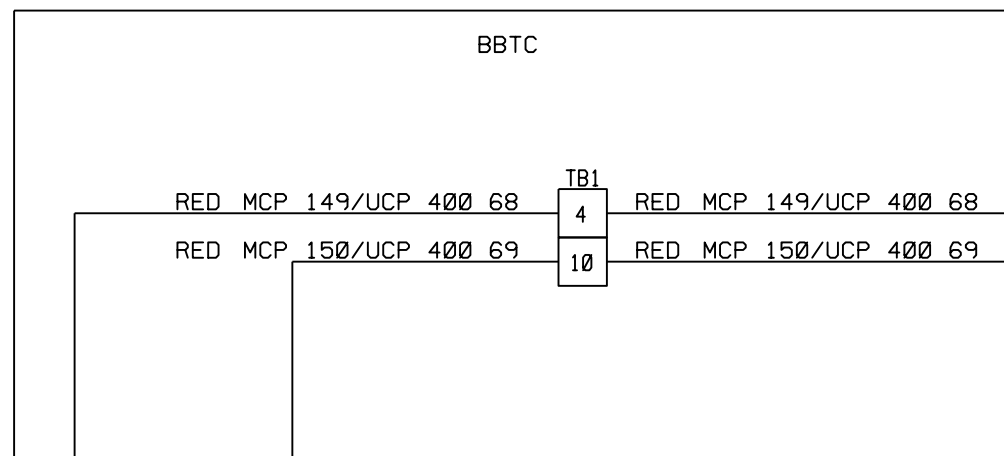 BBTC
TB1
RED MCP 149/UCP 400 68 4 RED MCP 149/UCP 400 68
RED MCP 150/UCP 400 69 10 RED MCP 150/UCP 400 69